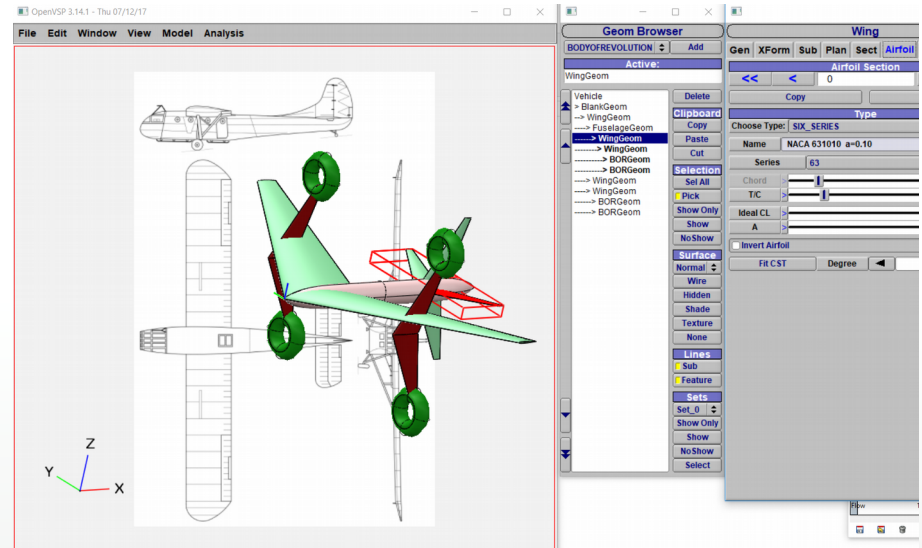 OpenVSP 3.14.1 - Thu 07/12/17
File Edit Window View Model Analysis
Z
Y
X
Geom Browser
BODYOFREVOLUTION Add
Active:
WingGeom
Vehicle
> BlankGeom
--> WingGeom
----> FuselageGeom
------> WingGeom
--------> WingGeom
----------> BORGeom
----------> BORGeom
----> WingGeom
----> WingGeom
----> BORGeom
----> BORGeom
Delete
Clipboard
Copy
Paste
Cut
Selection
Sel All
Pick
Show Only
Show
NoShow
Surface
Normal
Wire
Hidden
Shade
Texture
None
Lines
Sub
Feature
Sets
Set_0
Show Only
Show
NoShow
Select
Wing
Gen XForm Sub Plan Sect Airfoil
Airfoil Section
<< < 0
Copy
Type
Choose Type: SIX_SERIES
Name NACA 631010 a=0.10
Series 63
Chord >
T/C >
Ideal CL >
A >
Invert Airfoil
Fit CST Degree
Flow